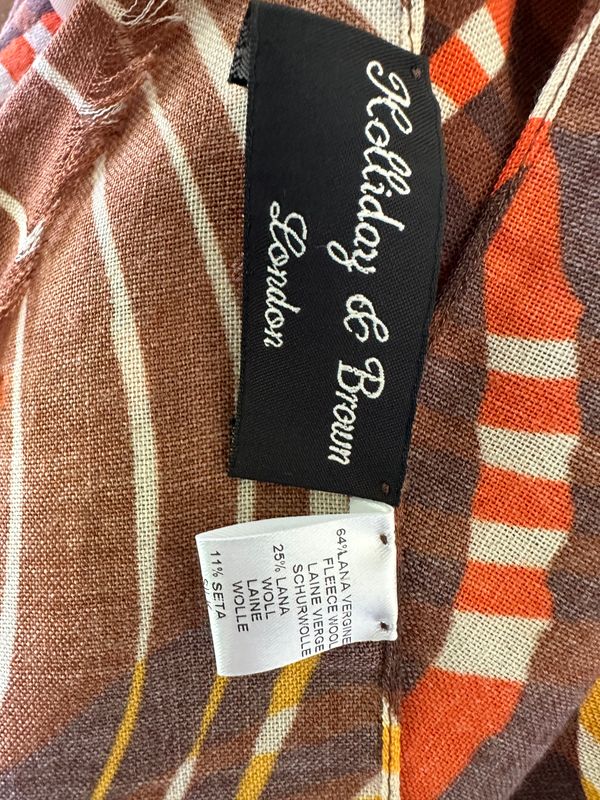 Holliday & Brown
London
64%LANA VERGINE
FLEECE WOOL
LAINE VIERGE
SCHURWOLLE
25% LANA
WOLL
LAINE
WOLLE
11% SETA